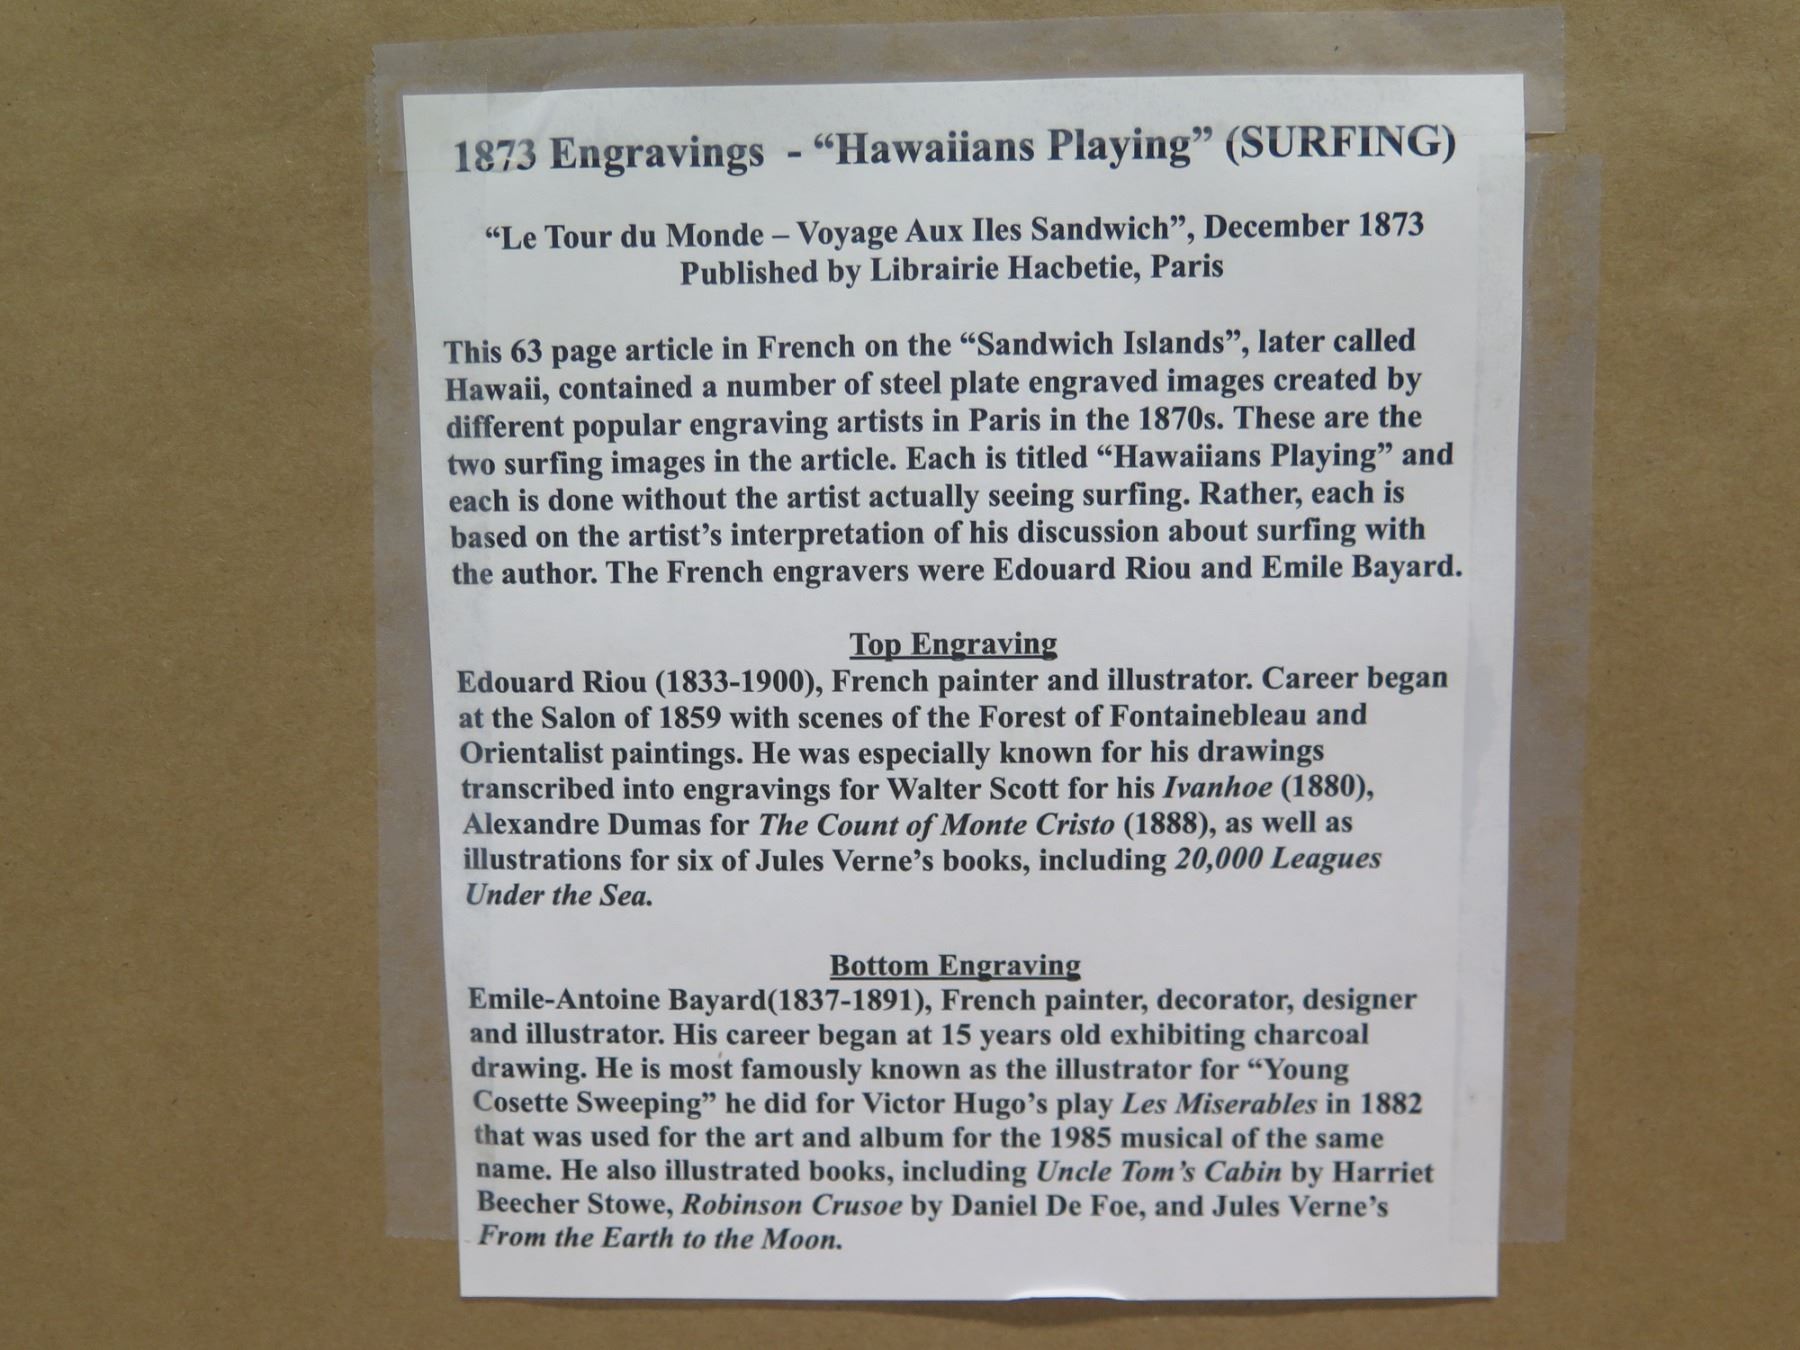 1873 Engravings - “Hawaiians Playing” (SURFING)
“Le Tour du Monde – Voyage Aux Iles Sandwich”, December 1873
Published by Librairie Hacbetie, Paris
This 63 page article in French on the “Sandwich Islands”, later called
Hawaii, contained a number of steel plate engraved images created by
different popular engraving artists in Paris in the 1870s. These are the
two surfing images in the article. Each is titled “Hawaiians Playing” and
each is done without the artist actually seeing surfing. Rather, each is
based on the artist’s interpretation of his discussion about surfing with
the author. The French engravers were Edouard Riou and Emile Bayard.
Top Engraving
Edouard Riou (1833-1900), French painter and illustrator. Career began
at the Salon of 1859 with scenes of the Forest of Fontainebleau and
Orientalist paintings. He was especially known for his drawings
transcribed into engravings for Walter Scott for his Ivanhoe (1880),
Alexandre Dumas for The Count of Monte Cristo (1888), as well as
illustrations for six of Jules Verne’s books, including 20,000 Leagues
Under the Sea.
Bottom Engraving
Emile-Antoine Bayard(1837-1891), French painter, decorator, designer
and illustrator. His career began at 15 years old exhibiting charcoal
drawing. He is most famously known as the illustrator for “Young
Cosette Sweeping” he did for Victor Hugo’s play Les Miserables in 1882
that was used for the art and album for the 1985 musical of the same
name. He also illustrated books, including Uncle Tom’s Cabin by Harriet
Beecher Stowe, Robinson Crusoe by Daniel De Foe, and Jules Verne’s
From the Earth to the Moon.